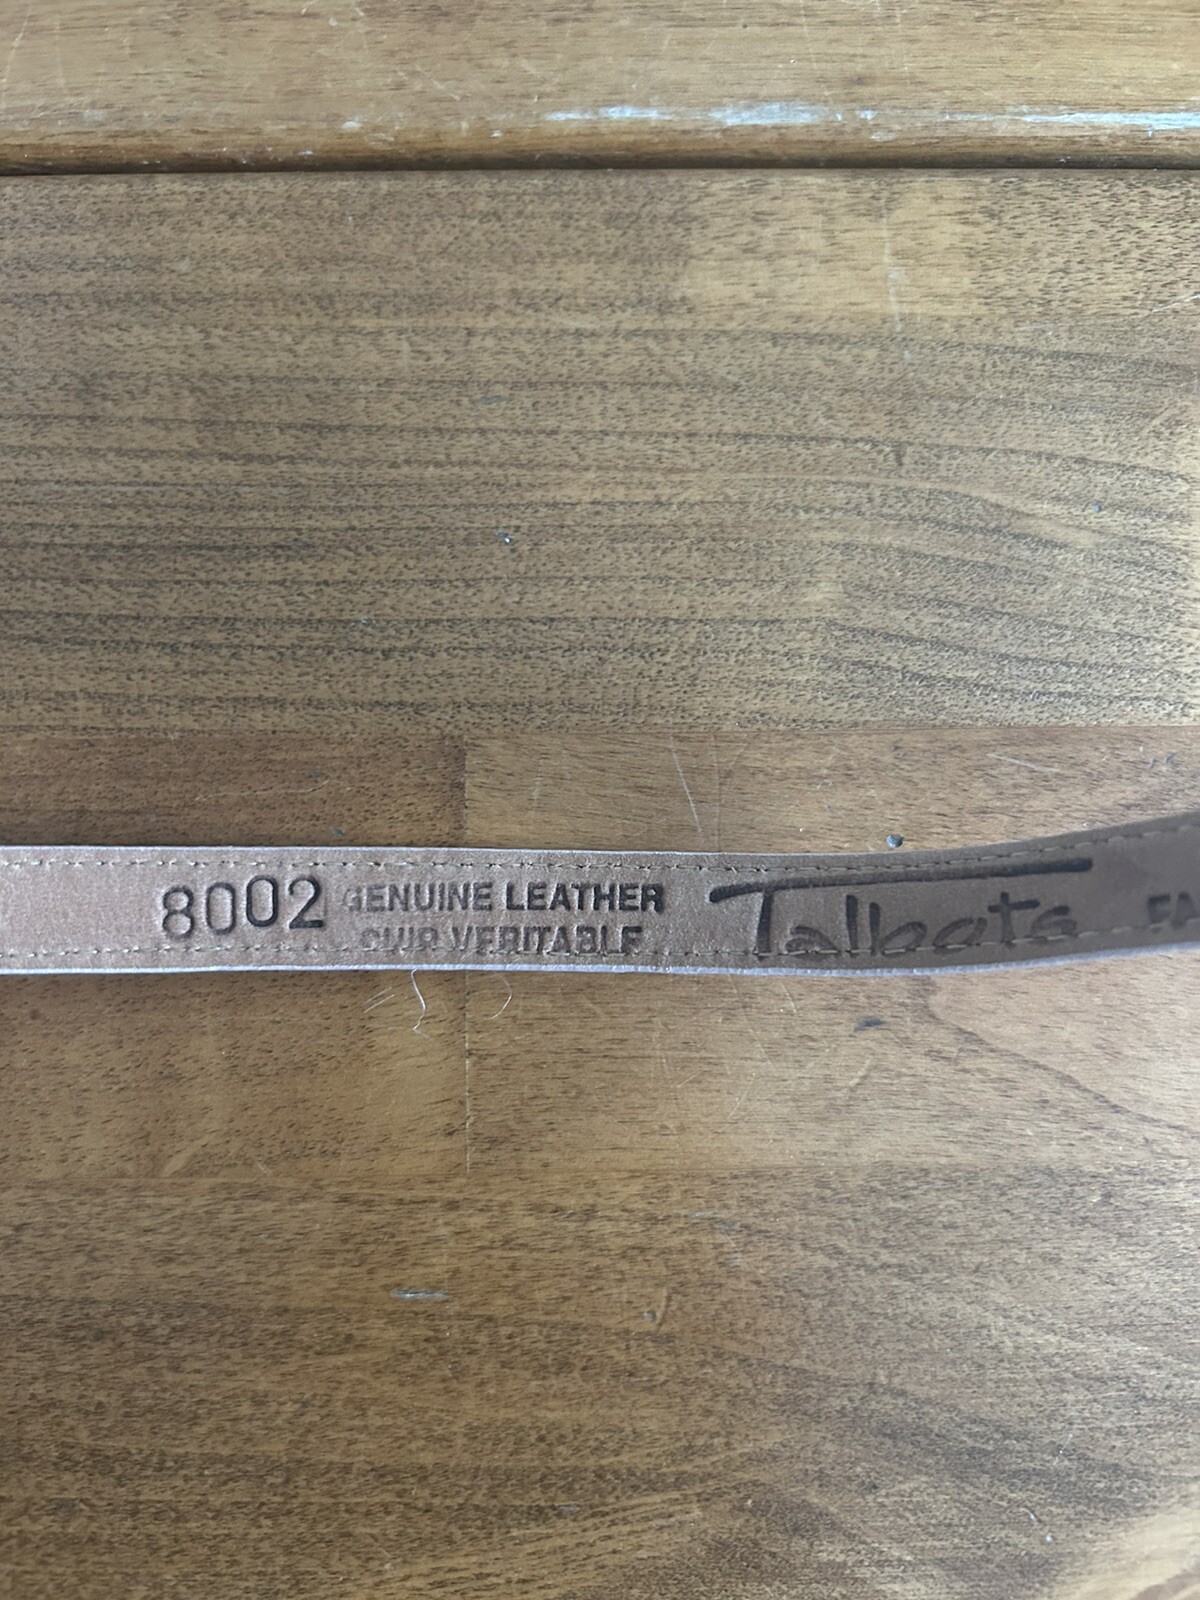 8002 GENUINE LEATHER Talbots
CUIR VERITABLE